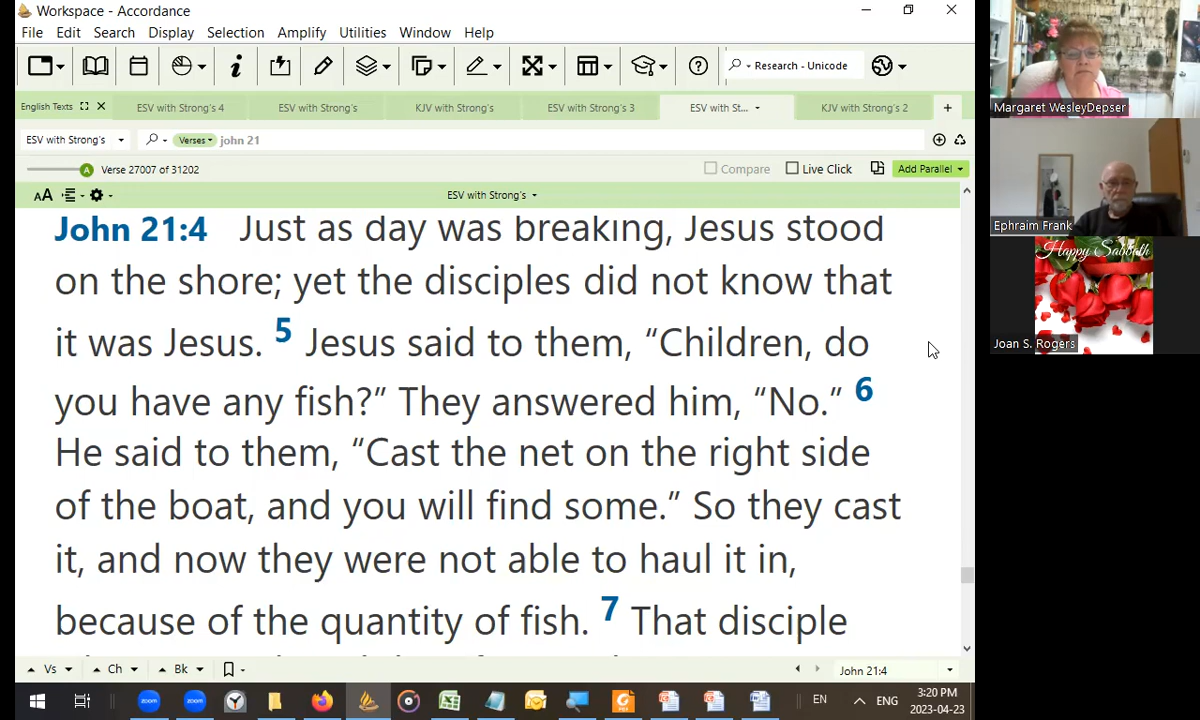 Workspace - Accordance
File Edit Search Display Selection Amplify Utilities Window Help
Research - Unicode
English Texts ESV with Strong's 4 ESV with Strong's KJV with Strong's ESV with Strong's 3 ESV with St... KJV with Strong's 2
ESV with Strong's Verses john 21
A Verse 27007 of 31202 Compare Live Click Add Parallel
AA ESV with Strong's
John 21:4 Just as day was breaking, Jesus stood
on the shore; yet the disciples did not know that
it was Jesus. 5 Jesus said to them, “Children, do
you have any fish?” They answered him, “No.” 6
He said to them, “Cast the net on the right side
of the boat, and you will find some.” So they cast
it, and now they were not able to haul it in,
because of the quantity of fish. 7 That disciple
Vs Ch Bk John 21:4
zoom zoom EN ENG 3:20 PM
2023-04-23
Margaret WesleyDepser
Ephraim Frank
Happy Sabbath
Joan S. Rogers